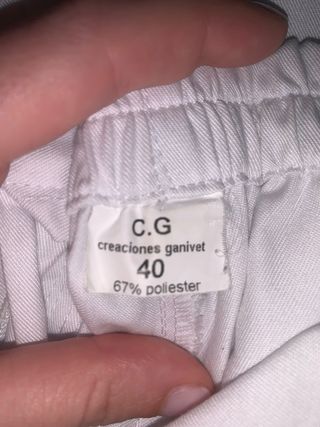 C.G
creaciones ganivet
40
67% poliester